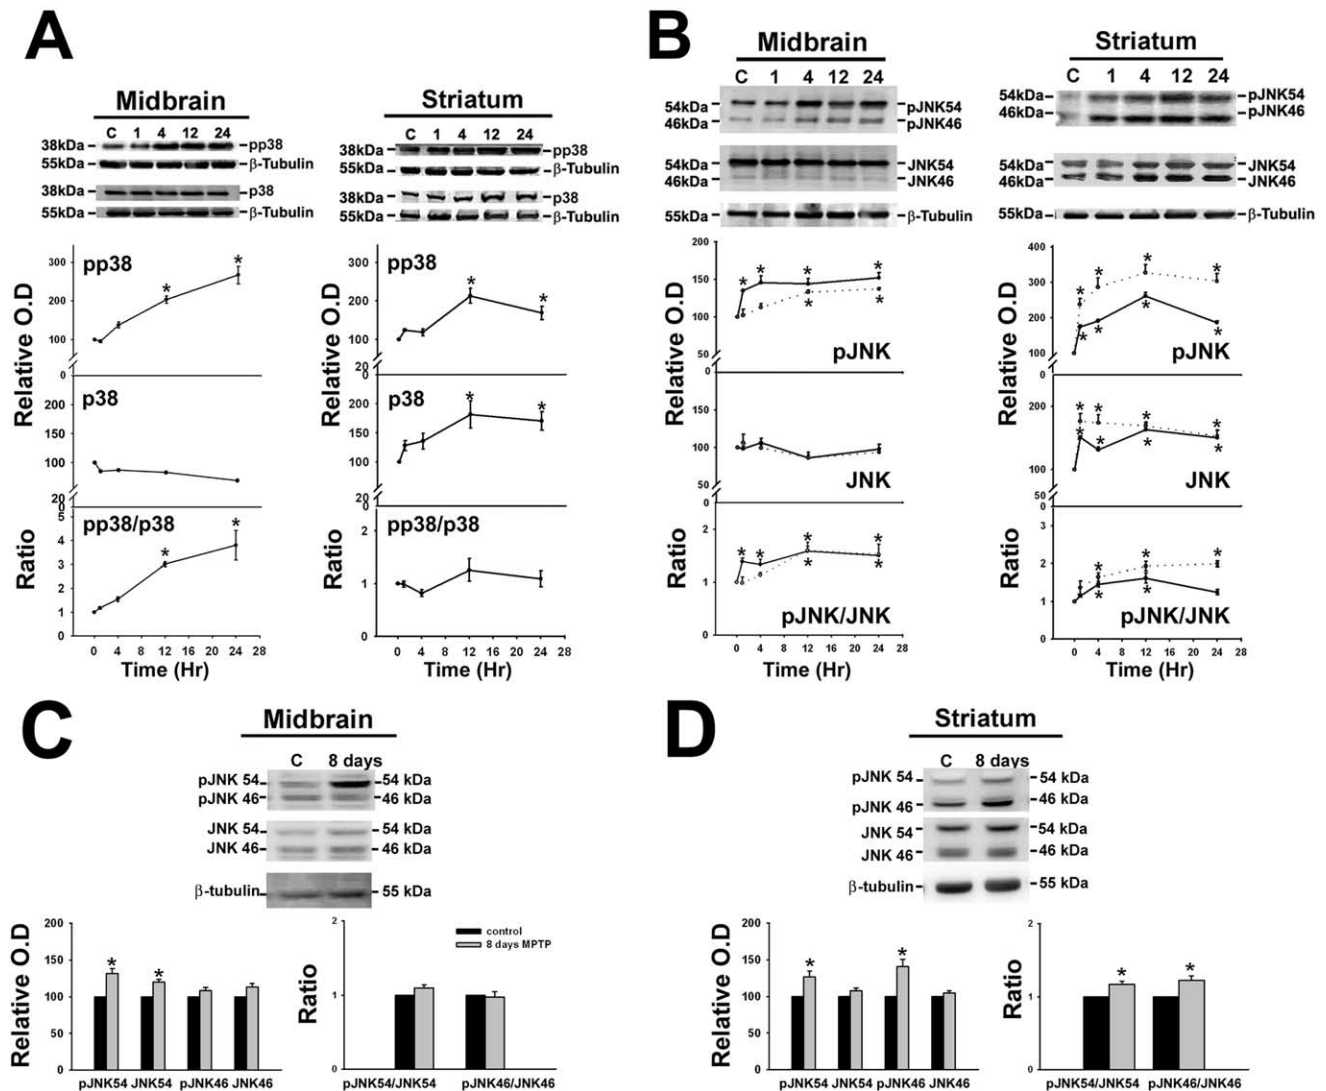 A
Midbrain
C 1 4 12 24
38kDa pp38
55kDa β-Tubulin
38kDa p38
55kDa β-Tubulin
Striatum
C 1 4 12 24
38kDa pp38
55kDa β-Tubulin
38kDa p38
55kDa β-Tubulin
Relative O.D
300
200
100
0
pp38
200
150
100
20
0
p38
Ratio
5
4
3
2
1
0
pp38/p38
* *
* *
0 4 8 12 16 20 24 28
Time (Hr)
Relative O.D
300
200
100
20
0
pp38
* *
200
150
100
20
0
p38
* *
Ratio
2
1
0
pp38/p38
0 4 8 12 16 20 24 28
Time (Hr)
B
Midbrain
C 1 4 12 24
54kDa pJNK54
46kDa pJNK46
54kDa JNK54
46kDa JNK46
55kDa β-Tubulin
Striatum
C 1 4 12 24
54kDa pJNK54
46kDa pJNK46
54kDa JNK54
46kDa JNK46
55kDa β-Tubulin
Relative O.D
200
150
100
50
0
* * * *
* *
pJNK
150
100
50
0
JNK
Ratio
2
1
0
* * * *
* *
pJNK/JNK
0 4 8 12 16 20 24 28
Time (Hr)
Relative O.D
400
300
200
100
0
* * * *
* * * *
pJNK
200
100
50
0
* * * *
* * * *
JNK
Ratio
3
2
1
0
* * *
* *
pJNK/JNK
0 4 8 12 16 20 24 28
Time (Hr)
C
Midbrain
C 8 days
pJNK 54 54 kDa
pJNK 46 46 kDa
JNK 54 54 kDa
JNK 46 46 kDa
β-tubulin 55 kDa
Relative O.D
200
150
100
50
0
* *
pJNK54 JNK54 pJNK46 JNK46
Ratio
2
1
0
control
8 days MPTP
pJNK54/JNK54 pJNK46/JNK46
D
Striatum
C 8 days
pJNK 54 54 kDa
pJNK 46 46 kDa
JNK 54 54 kDa
JNK 46 46 kDa
β-tubulin 55 kDa
Relative O.D
200
150
100
50
0
* *
pJNK54 JNK54 pJNK46 JNK46
Ratio
2
1
0
* *
pJNK54/JNK54 pJNK46/JNK46